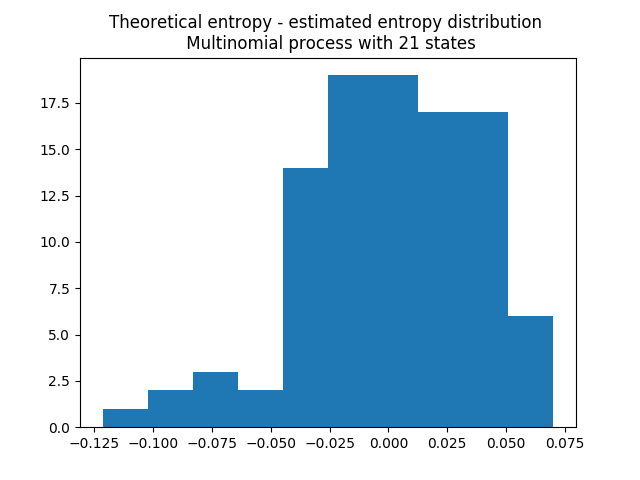 Theoretical entropy - estimated entropy distribution
Multinomial process with 21 states
17.5
15.0
12.5
10.0
7.5
5.0
2.5
0.0
−0.125 −0.100 −0.075 −0.050 −0.025 0.000 0.025 0.050 0.075